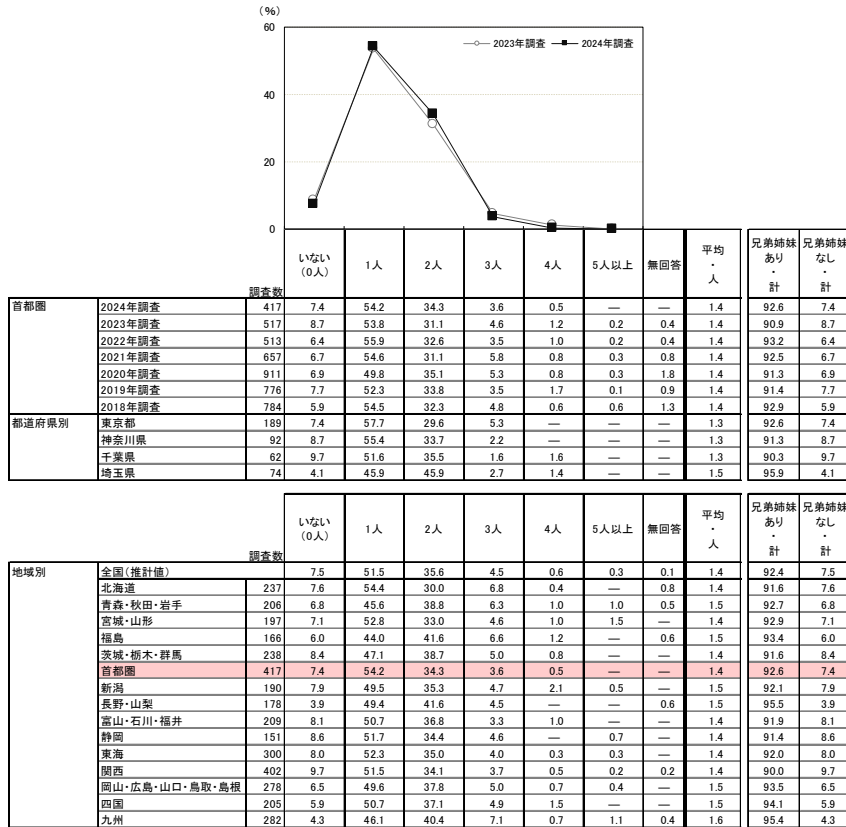 （%）
60
40
20
0
2023年調査 2024年調査
調査数 いない（0人） 1人 2人 3人 4人 5人以上 無回答 平均・人 兄弟姉妹あり・計 兄弟姉妹なし・計
首都圏 2024年調査 417 7.4 54.2 34.3 3.6 0.5 — — 1.4 92.6 7.4
2023年調査 517 8.7 53.8 31.1 4.6 1.2 0.2 0.4 1.4 90.9 8.7
2022年調査 513 6.4 55.9 32.6 3.5 1.0 0.2 0.4 1.4 93.2 6.4
2021年調査 657 6.7 54.6 31.1 5.8 0.8 0.3 0.8 1.4 92.5 6.7
2020年調査 911 6.9 49.8 35.1 5.3 0.8 0.3 1.8 1.4 91.3 6.9
2019年調査 776 7.7 52.3 33.8 3.5 1.7 0.1 0.9 1.4 91.4 7.7
2018年調査 784 5.9 54.5 32.3 4.8 0.6 0.6 1.3 1.4 92.9 5.9
都道府県別 東京都 189 7.4 57.7 29.6 5.3 — — — 1.3 92.6 7.4
神奈川県 92 8.7 55.4 33.7 2.2 — — — 1.3 91.3 8.7
千葉県 62 9.7 51.6 35.5 1.6 1.6 — — 1.3 90.3 9.7
埼玉県 74 4.1 45.9 45.9 2.7 1.4 — — 1.5 95.9 4.1
調査数 いない（0人） 1人 2人 3人 4人 5人以上 無回答 平均・人 兄弟姉妹あり・計 兄弟姉妹なし・計
地域別 全国（推計値） 7.5 51.5 35.6 4.5 0.6 0.3 0.1 1.4 92.4 7.5
北海道 237 7.6 54.4 30.0 6.8 0.4 — 0.8 1.4 91.6 7.6
青森・秋田・岩手 206 6.8 45.6 38.8 6.3 1.0 1.0 0.5 1.5 92.7 6.8
宮城・山形 197 7.1 52.8 33.0 4.6 1.0 1.5 — 1.4 92.9 7.1
福島 166 6.0 44.0 41.6 6.6 1.2 — 0.6 1.5 93.4 6.0
茨城・栃木・群馬 238 8.4 47.1 38.7 5.0 0.8 — — 1.4 91.6 8.4
首都圏 417 7.4 54.2 34.3 3.6 0.5 — — 1.4 92.6 7.4
新潟 190 7.9 49.5 35.3 4.7 2.1 0.5 — 1.5 92.1 7.9
長野・山梨 178 3.9 49.4 41.6 4.5 — — 0.6 1.5 95.5 3.9
富山・石川・福井 209 8.1 50.7 36.8 3.3 1.0 — — 1.4 91.9 8.1
静岡 151 8.6 51.7 34.4 4.6 — 0.7 — 1.4 91.4 8.6
東海 300 8.0 52.3 35.0 4.0 0.3 0.3 — 1.4 92.0 8.0
関西 402 9.7 51.5 34.1 3.7 0.5 0.2 0.2 1.4 90.0 9.7
岡山・広島・山口・鳥取・島根 278 6.5 49.6 37.8 5.0 0.7 0.4 — 1.5 93.5 6.5
四国 205 5.9 50.7 37.1 4.9 1.5 — — 1.5 94.1 5.9
九州 282 4.3 46.1 40.4 7.1 0.7 1.1 0.4 1.6 95.4 4.3